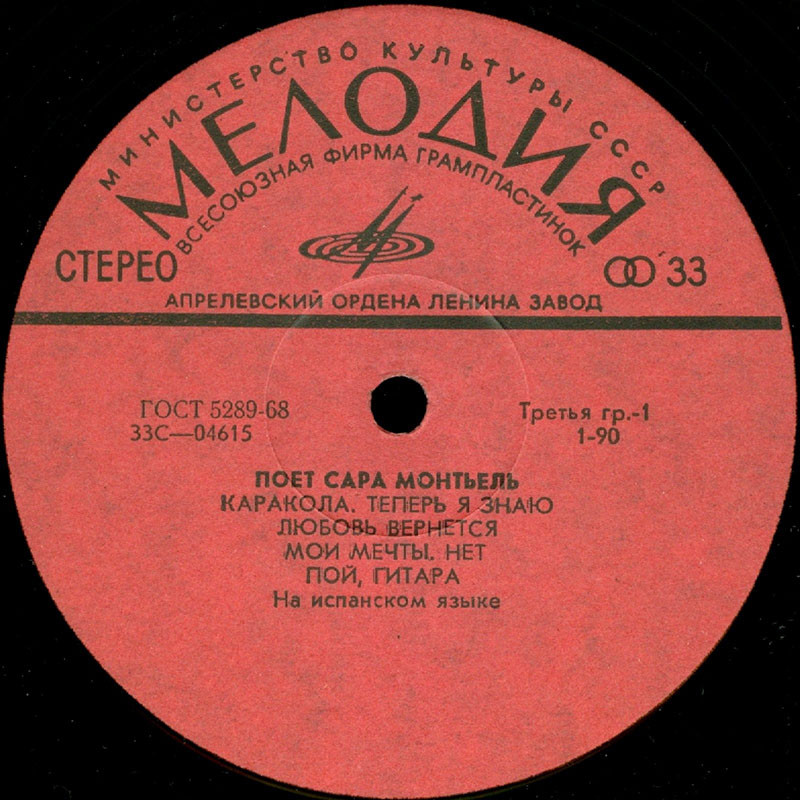 МИНИСТЕРСТВО КУЛЬТУРЫ СССР
МЕЛОДИЯ
ВСЕСОЮЗНАЯ ФИРМА ГРАМПЛАСТИНОК
СТЕРЕО
33
АПРЕЛЕВСКИЙ ОРДЕНА ЛЕНИНА ЗАВОД
ГОСТ 5289-68
33С—04615
Третья гр.-1
1-90
ПОЕТ САРА МОНТЬЕЛЬ
КАРАКОЛА. ТЕПЕРЬ Я ЗНАЮ
ЛЮБОВЬ ВЕРНЕТСЯ
МОИ МЕЧТЫ. НЕТ
ПОЙ, ГИТАРА
На испанском языке